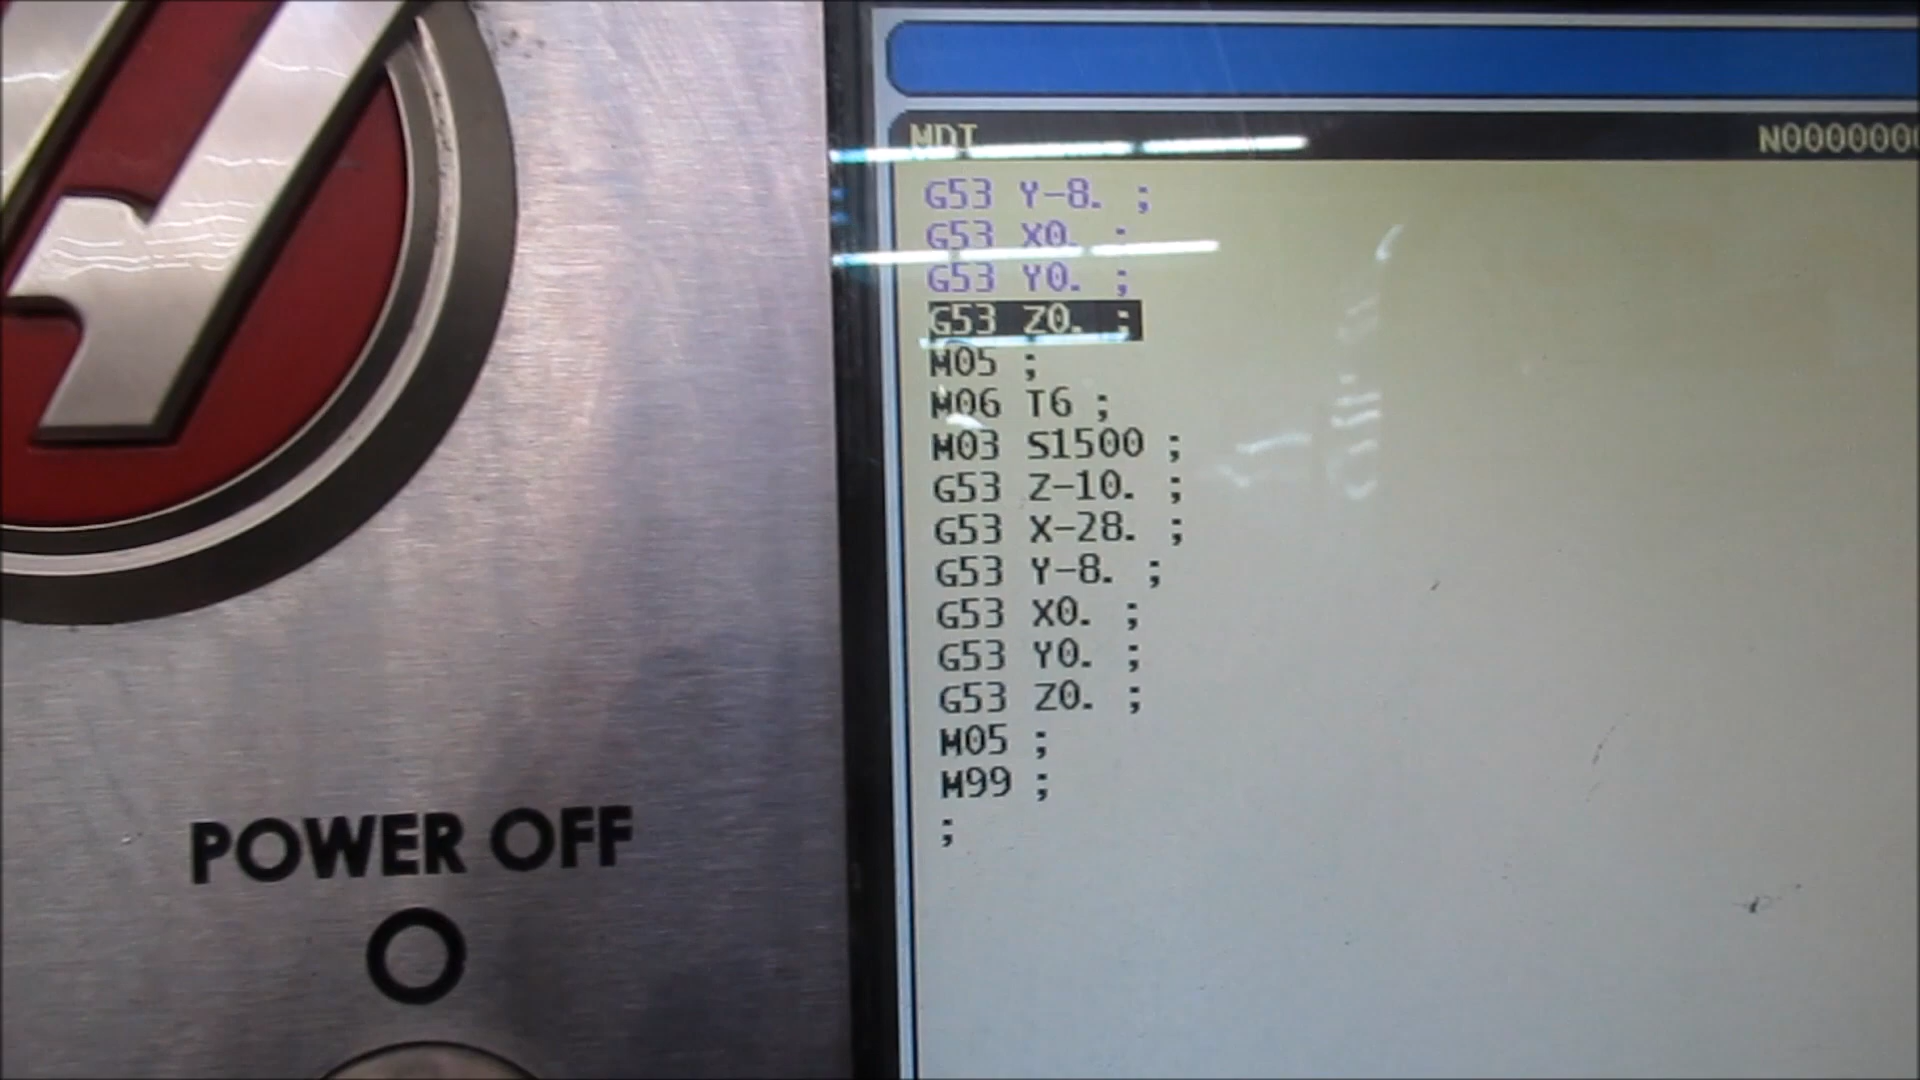 MDI N0000000
G53 Y-8. ;
G53 X0. ;
G53 Y0. ;
G53 Z0. ;
M05 ;
M06 T6 ;
M03 S1500 ;
G53 Z-10. ;
G53 X-28. ;
G53 Y-8. ;
G53 X0. ;
G53 Y0. ;
G53 Z0. ;
M05 ;
M99 ;
;
POWER OFF